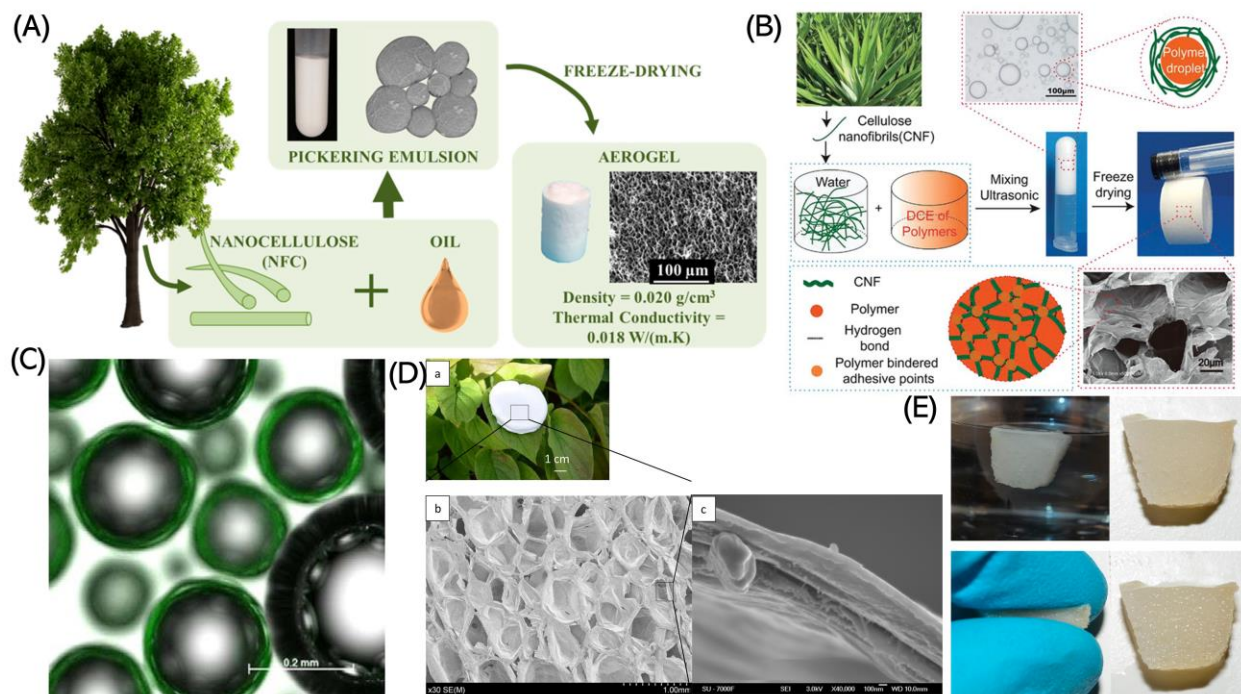 (A)
PICKERING EMULSION
FREEZE-DRYING
NANOCELLULOSE
(NFC)
+
OIL
AEROGEL
100 µm
Density = 0.020 g/cm³
Thermal Conductivity =
0.018 W/(m.K)
(B)
Cellulose
nanofibrils(CNF)
Water
+
DCE of
Polymers
Mixing
Ultrasonic
100µm
Polyme
droplet
Freeze
drying
CNF
Polymer
Hydrogen
bond
Polymer bindered
adhesive points
20µm
(C)
0.2 mm
(D)
a
1 cm
b
x30 SE(M)
1.00mm
c
SU - 7000F
SEI
3.0kV
X40,000
100nm
WD 10.0mm
(E)